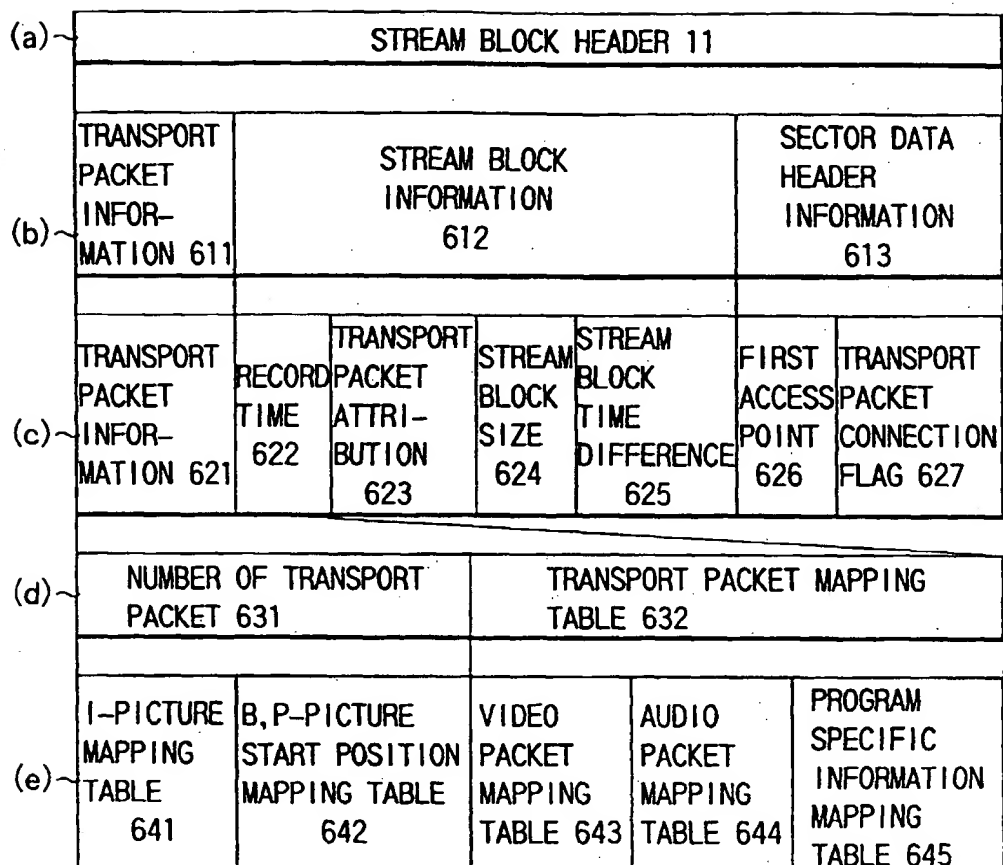 (a) STREAM BLOCK HEADER 11
(b)
TRANSPORT
PACKET
INFOR-
MATION 611
STREAM BLOCK
INFORMATION
612
SECTOR DATA
HEADER
INFORMATION
613
(c)
TRANSPORT
PACKET
INFOR-
MATION 621
RECORD
TIME
622
TRANSPORT
PACKET
ATTRI-
BUTION
623
STREAM
BLOCK
SIZE
624
STREAM
BLOCK
TIME
DIFFERENCE
625
FIRST
ACCESS
POINT
626
TRANSPORT
PACKET
CONNECTION
FLAG 627
(d)
NUMBER OF TRANSPORT
PACKET 631
TRANSPORT PACKET MAPPING
TABLE 632
(e)
I-PICTURE
MAPPING
TABLE
641
B,P-PICTURE
START POSITION
MAPPING TABLE
642
VIDEO
PACKET
MAPPING
TABLE 643
AUDIO
PACKET
MAPPING
TABLE 644
PROGRAM
SPECIFIC
INFORMATION
MAPPING
TABLE 645